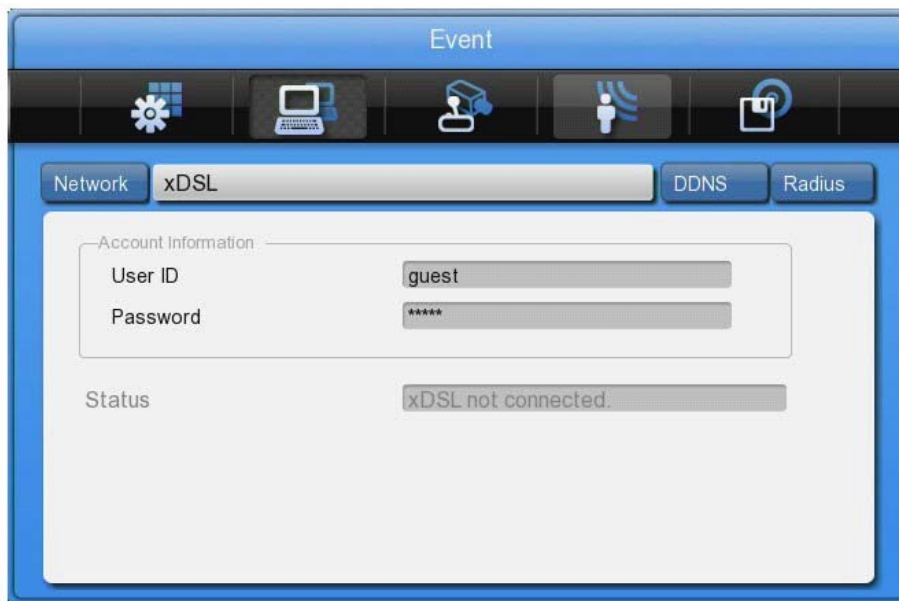 Event
Network xDSL DDNS Radius
Account Information
User ID guest
Password *****
Status xDSL not connected.